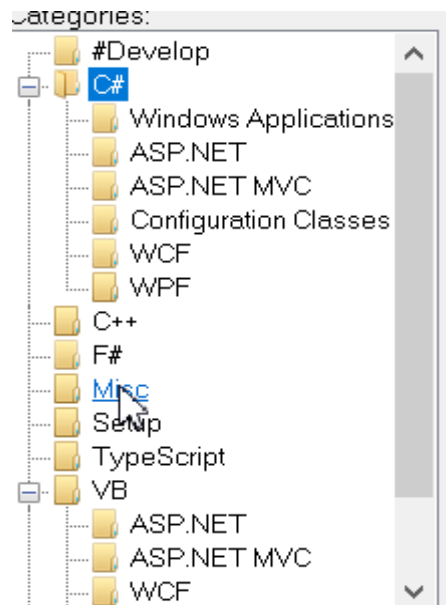 Categories:
#Develop
C#
Windows Applications
ASP.NET
ASP.NET MVC
Configuration Classes
WCF
WPF
C++
F#
Misc
Setup
TypeScript
VB
ASP.NET
ASP.NET MVC
WCF